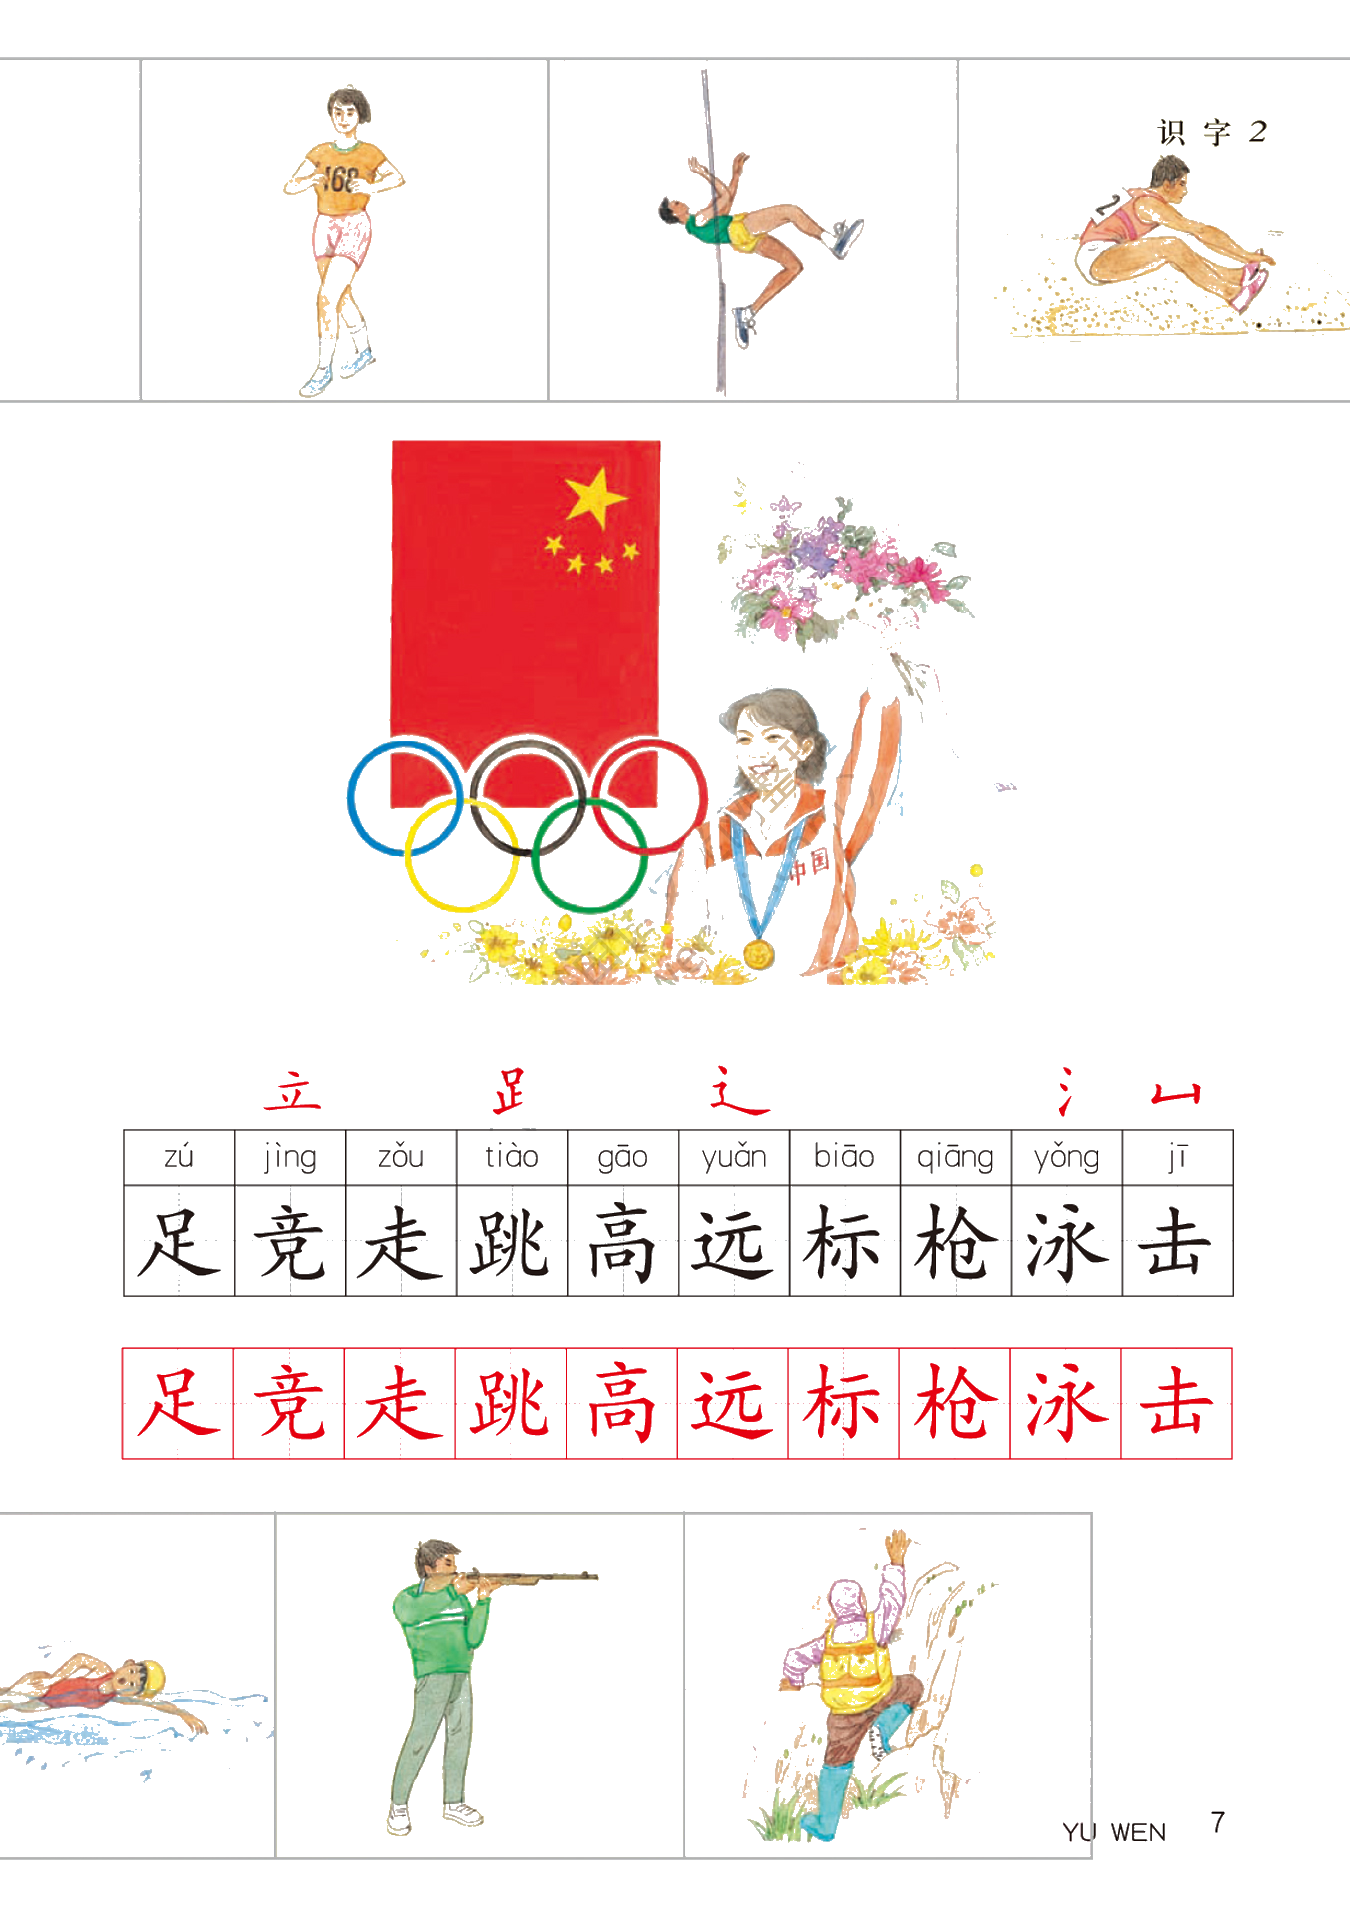 识字2
168
2
中国
立 𧾷 辶 氵 凵
zú jìng zǒu tiào gāo yuǎn biāo qiāng yǒng jī
足 竞 走 跳 高 远 标 枪 泳 击
足 竞 走 跳 高 远 标 枪 泳 击
YU WEN 7